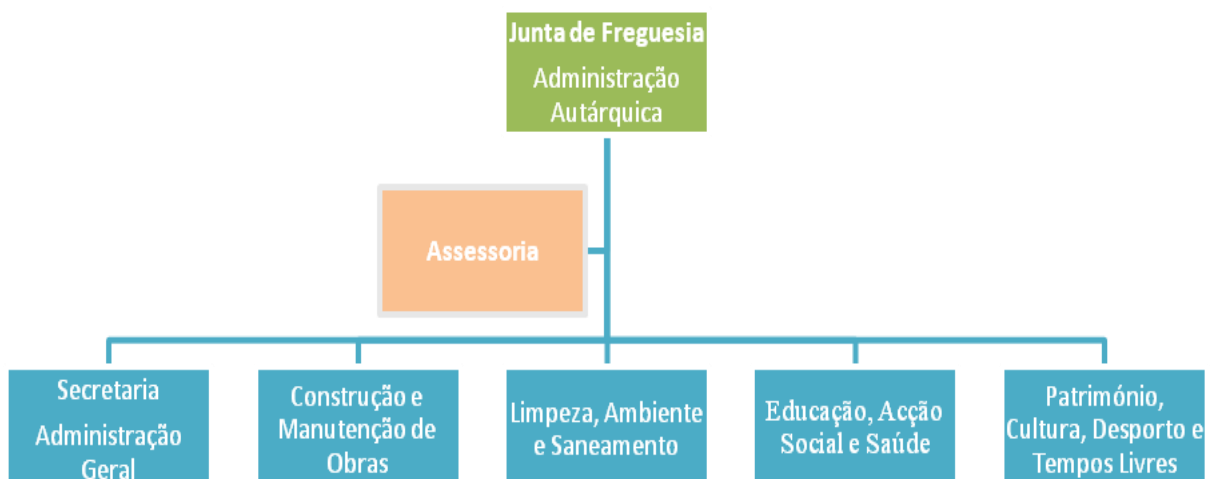 Junta de Freguesia
Administração
Autárquica
Assessoria
Secretaria
Administração
Geral
Construção e
Manutenção de
Obras
Limpeza, Ambiente
e Saneamento
Educação, Acção
Social e Saúde
Património,
Cultura, Desporto e
Tempos Livres